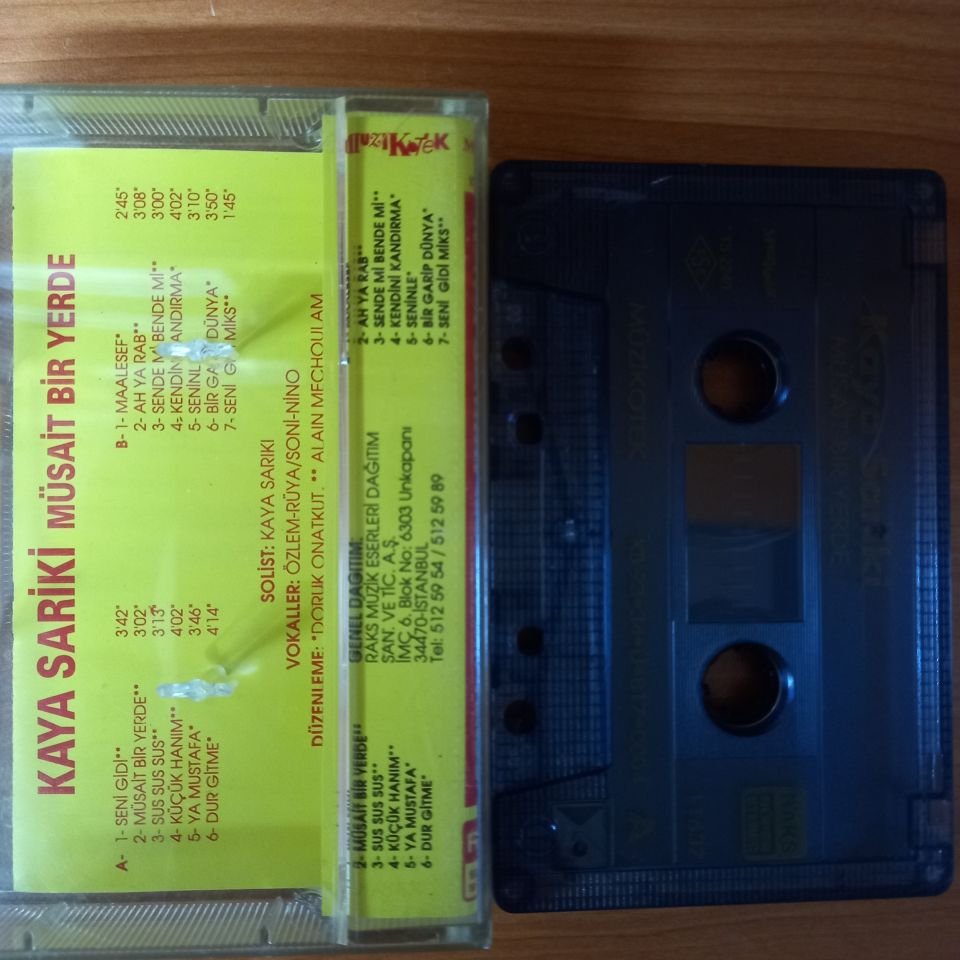 KAYA SARİKİ MÜSAİT BİR YERDE
A- 1- SENİ GİDİ** 3'42"
2- MÜSAİT BİR YERDE** 3'02"
3- SUS SUS SUS** 3'13"
4- KÜÇÜK HANIM** 4'02"
5- YA MUSTAFA* 3'46"
6- DUR GİTME* 4'14"
B- 1- MAALESEF* 2'45"
2- AH YA RAB** 3'08"
3- SENDE Mİ BENDE Mİ** 3'00"
4- KENDİNİ KANDIRMA* 4'02"
5- SENİNLE* 3'10"
6- BİR GARİP DÜNYA* 3'50"
7- SENİ GİDİ MİKS** 1'45"
SOLİST: KAYA SARIKI
VOKALLER: ÖZLEM-RÜYA/SONİ-NİNO
DÜZENLEME: *DORUK ONATKUT, ** ALAIN MECHOULLAM
2- MÜSAİT BİR YERDE**
3- SUS SUS SUS**
4- KÜÇÜK HANIM**
5- YA MUSTAFA*
6- DUR GİTME*
GENEL DAĞITIM:
RAKS MÜZİK ESERLERİ DAĞITIM
SAN. VE TİC. A.Ş.
İMÇ 6. Blok No: 6303 Unkapanı
34470-İSTANBUL
Tel: 512 59 54 / 512 59 89
2- AH YA RAB**
3- SENDE Mİ BENDE Mİ**
4- KENDİNİ KANDIRMA*
5- SENİNLE*
6- BİR GARİP DÜNYA*
7- SENİ GİDİ MİKS**
MüziKoTeK
A
MÜZİKOTEK
RAKS